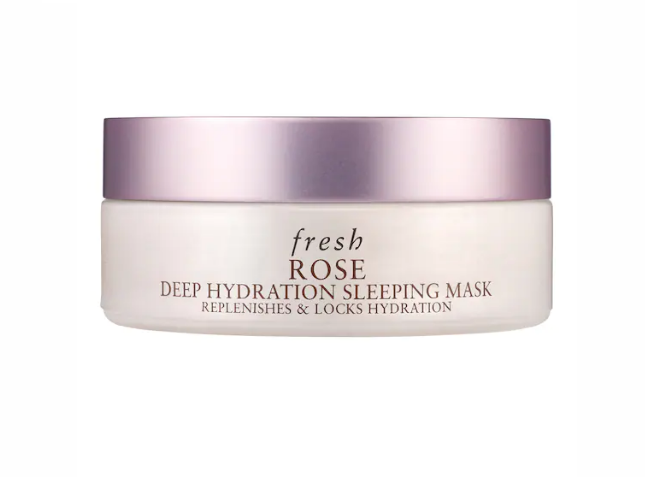 fresh
ROSE
DEEP HYDRATION SLEEPING MASK
REPLENISHES & LOCKS HYDRATION